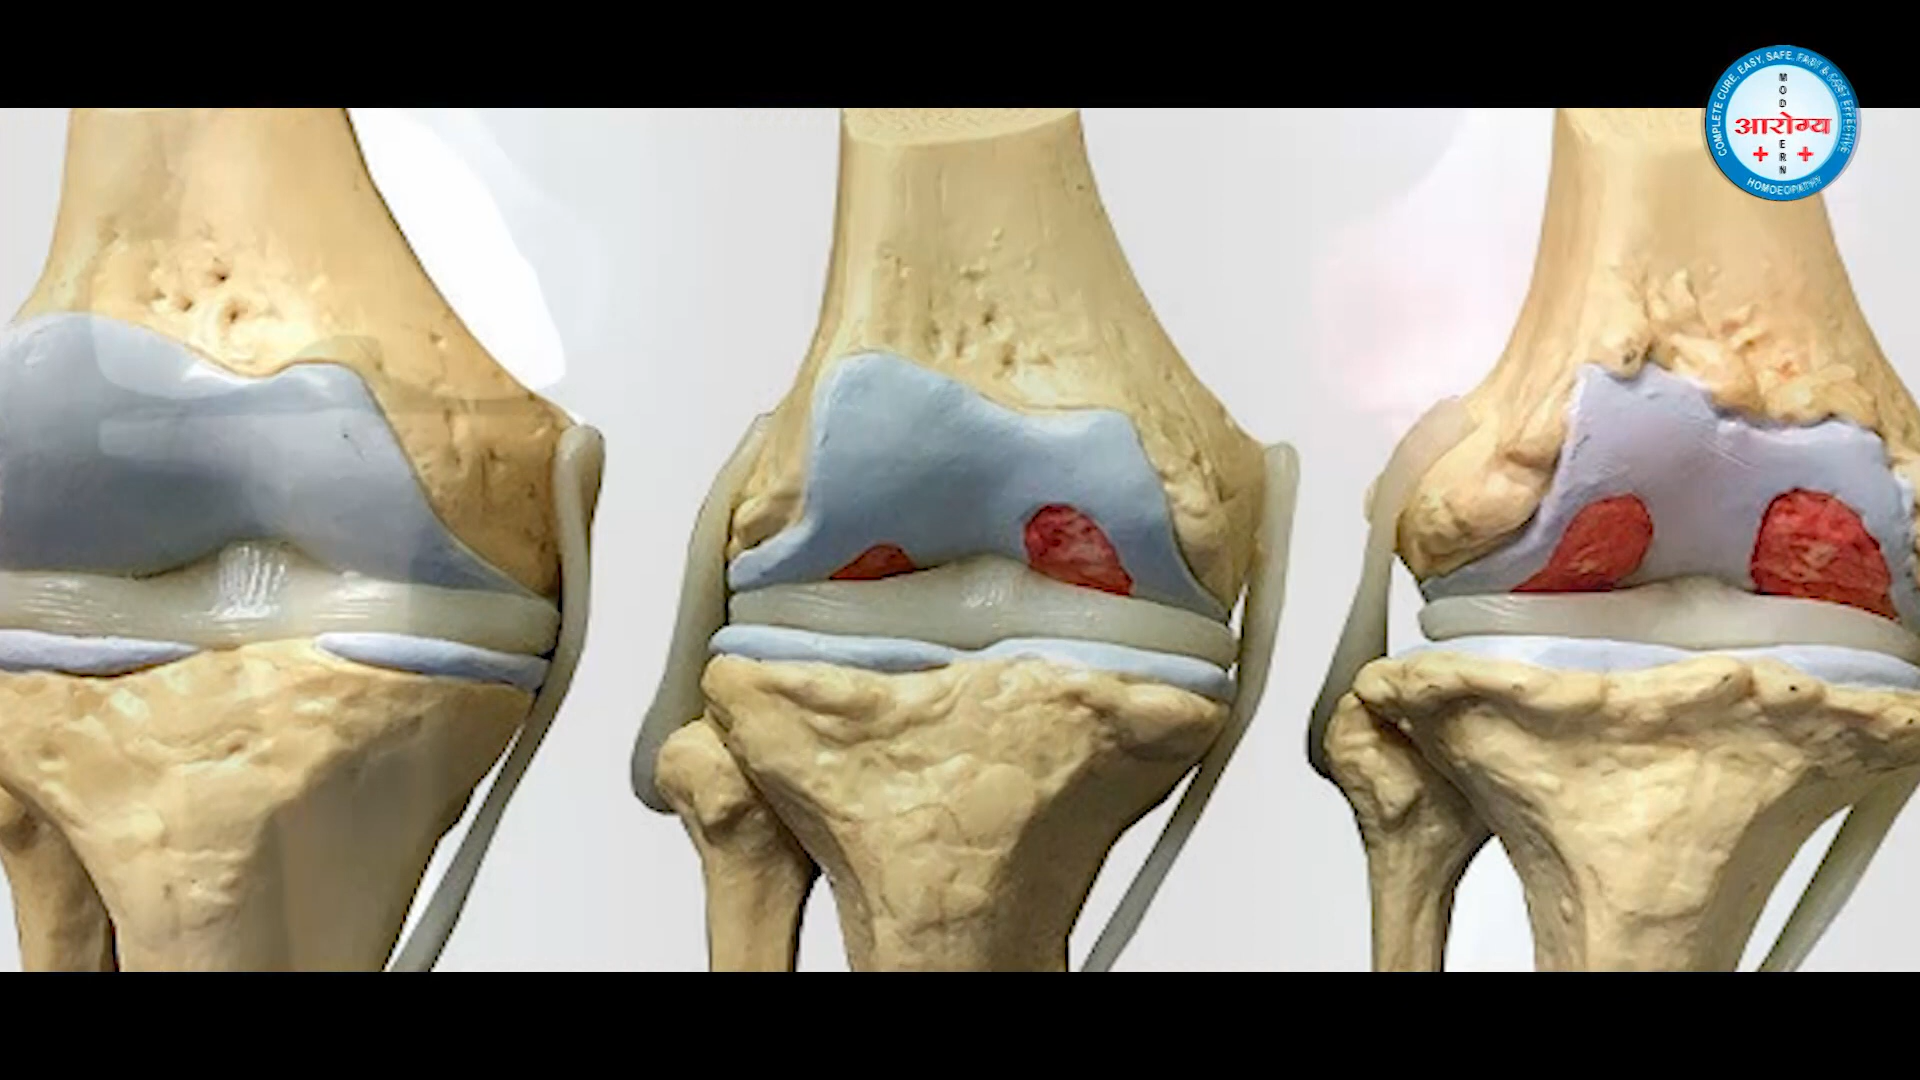 COMPLETE CURE, EASY, SAFE, FAST & COST EFFECTIVE
MODERN
आरोग्य
HOMOEOPATHY